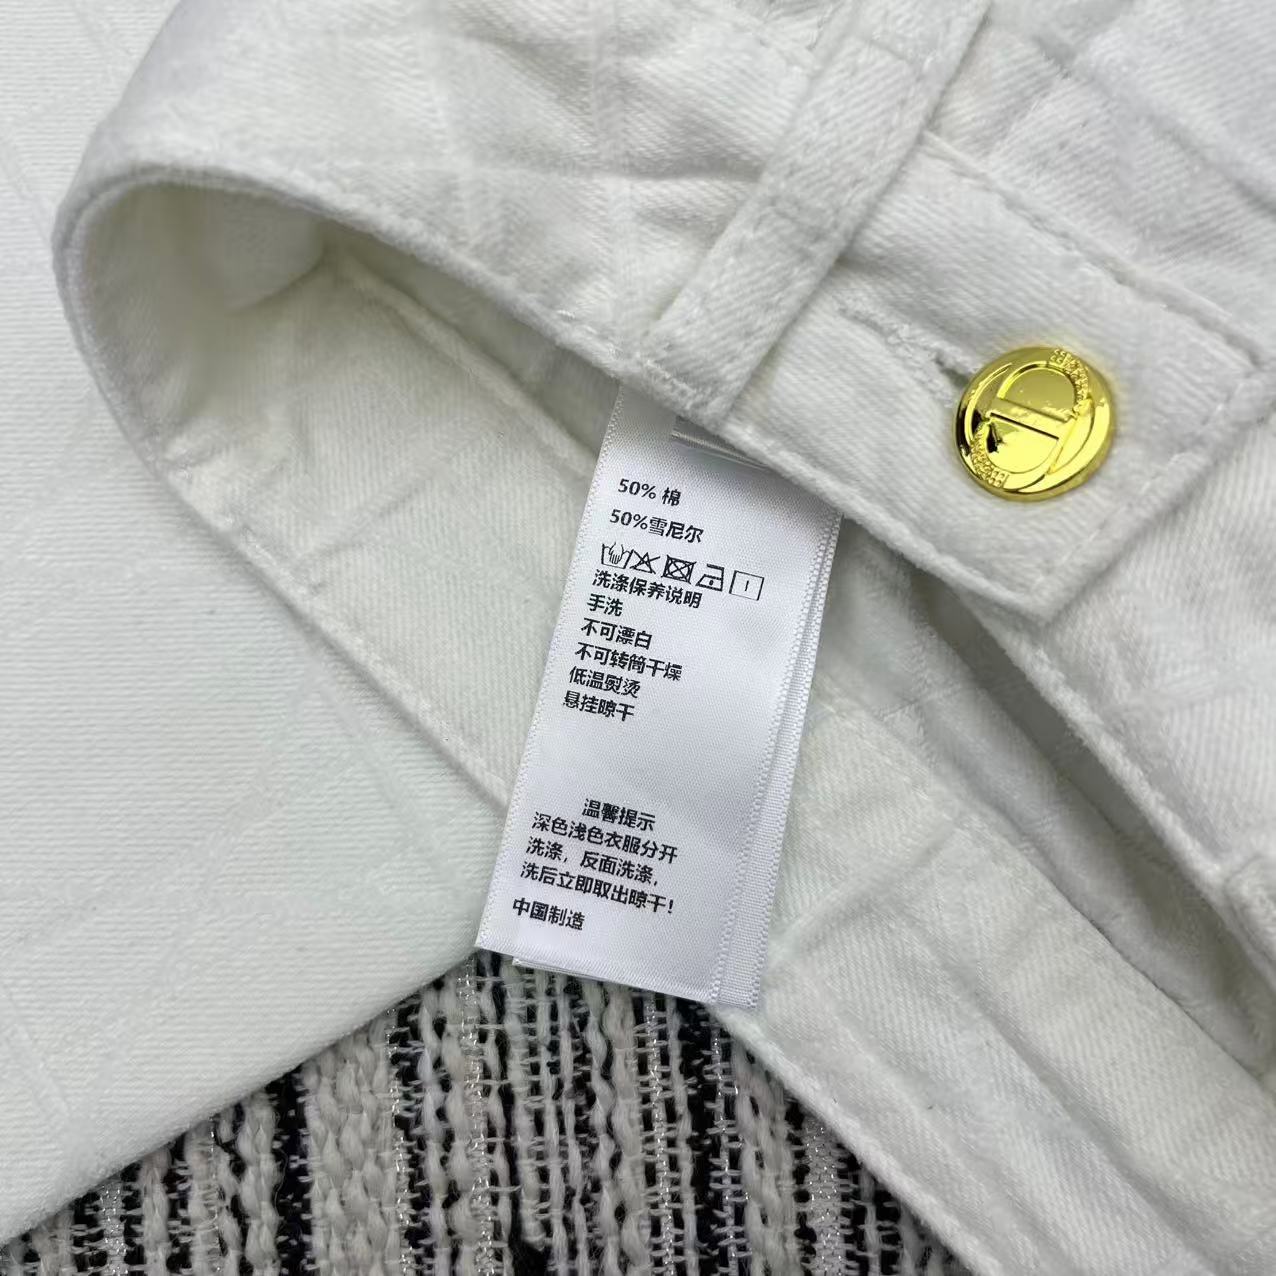 50% 棉
50%雪尼尔
洗涤保养说明
手洗
不可漂白
不可转筒干燥
低温熨烫
悬挂晾干
温馨提示
深色浅色衣服分开
洗涤，反面洗涤，
洗后立即取出晾干！
中国制造